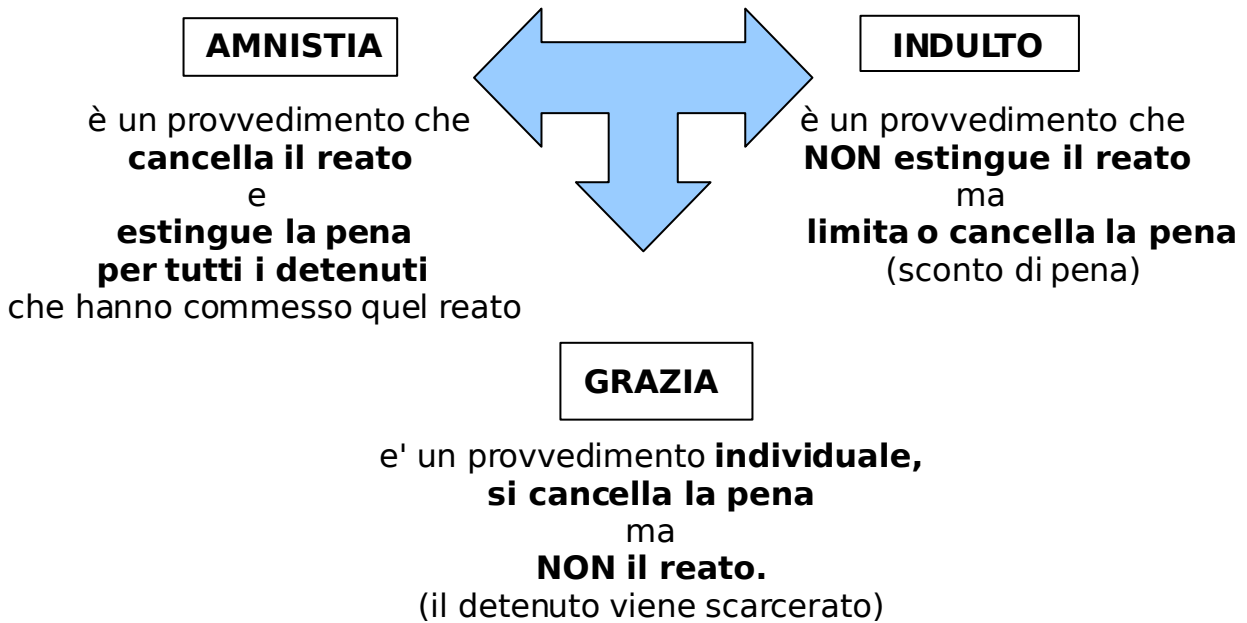 AMNISTIA
è un provvedimento che
cancella il reato
e
estingue la pena
per tutti i detenuti
che hanno commesso quel reato
INDULTO
è un provvedimento che
NON estingue il reato
ma
limita o cancella la pena
(sconto di pena)
GRAZIA
e' un provvedimento individuale,
si cancella la pena
ma
NON il reato.
(il detenuto viene scarcerato)